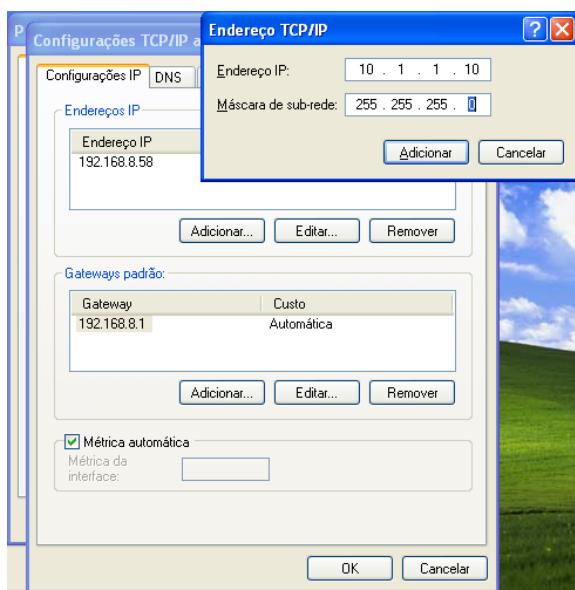 P
Configurações TCP/IP a
Endereço TCP/IP
Endereço IP: 10 . 1 . 1 . 10
Máscara de sub-rede: 255 . 255 . 255 . 0
Adicionar Cancelar
Configurações IP DNS
Endereços IP
Endereço IP
192.168.8.58
Adicionar... Editar... Remover
Gateways padrão:
Gateway Custo
192.168.8.1 Automática
Adicionar... Editar... Remover
Métrica automática
Métrica da
interface:
OK Cancelar